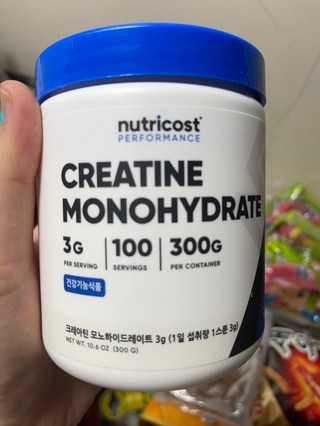 nutricost®
PERFORMANCE
CREATINE
MONOHYDRATE
3G 100 300G
PER SERVING SERVINGS PER CONTAINER
건강기능식품
크레아틴 모노하이드레이트 3g (1일 섭취량 1스푼 3g)
NET WT. 10.6 OZ (300 G)